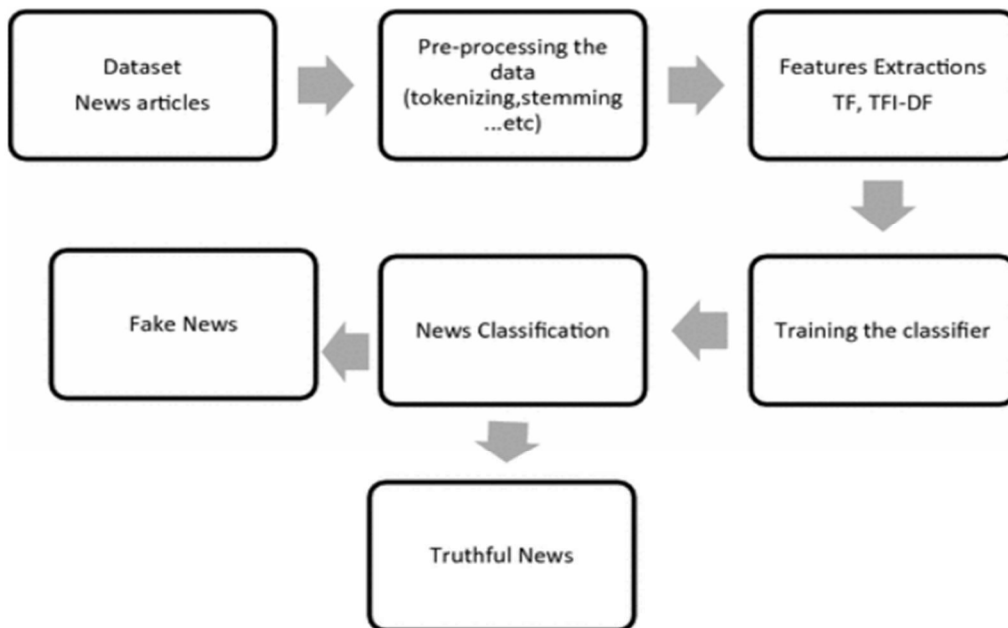 Dataset
News articles
Pre-processing the
data
(tokenizing,stemming
...etc)
Features Extractions
TF, TFI-DF
Fake News
News Classification
Training the classifier
Truthful News